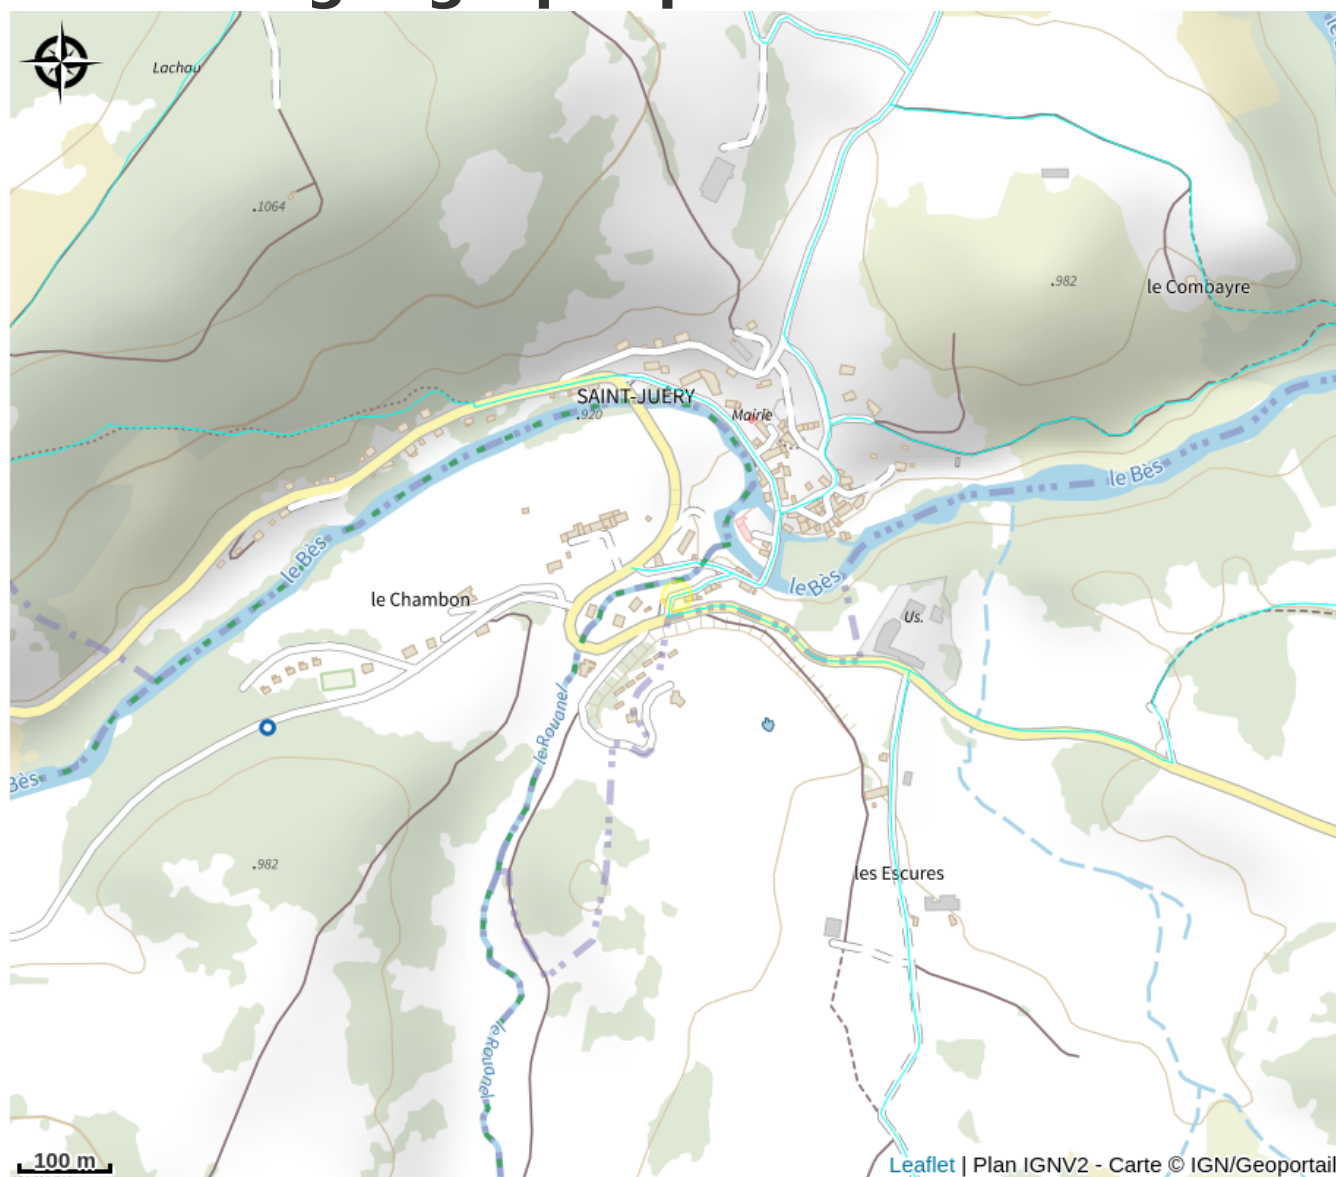 Lachau
.1064
.982
le Combayre
SAINT-JUÉRY
.920
Mairie
le Bès
le Bès
le Bès
le Chambon
Us.
le Rouanel
Bès
.982
les Escures
le Rouanel
100 m
Leaflet | Plan IGNV2 - Carte © IGN/Geoportail